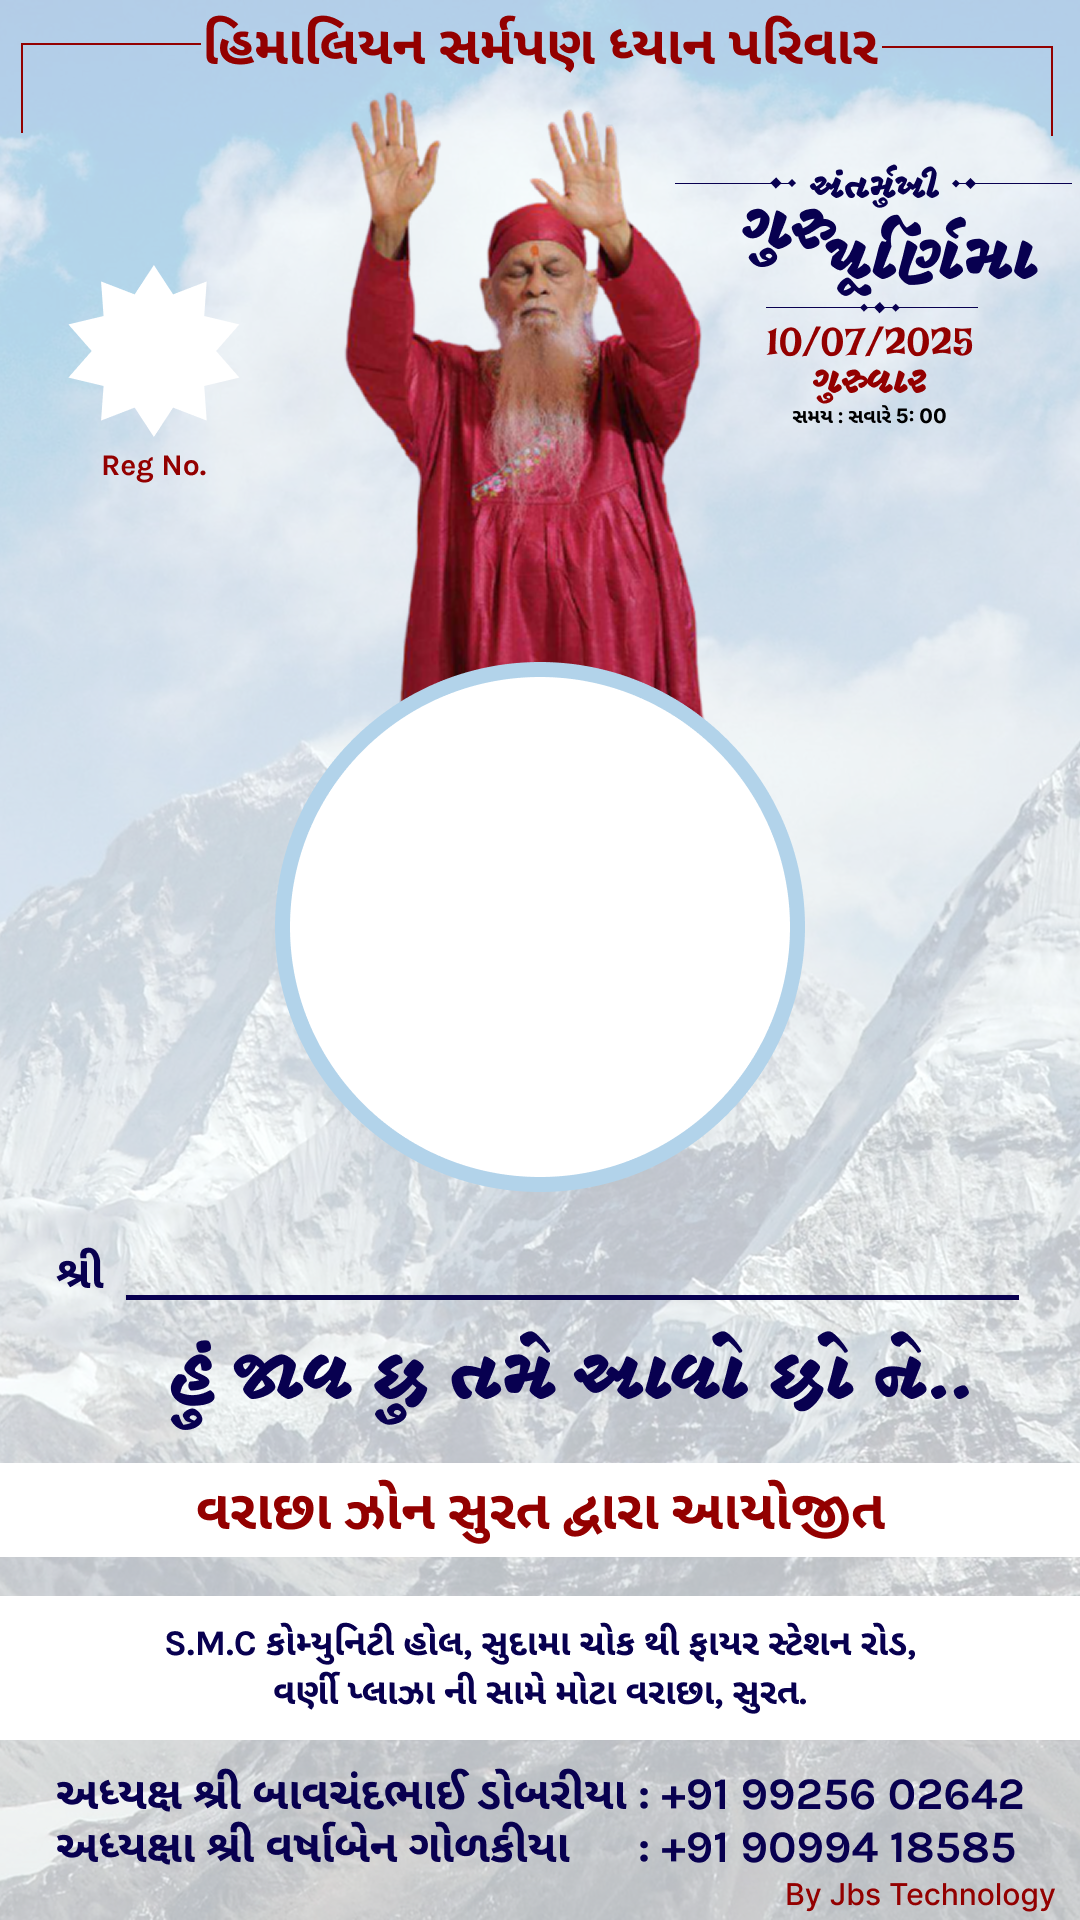 હિમાલિયન સર્મપણ ધ્યાન પરિવાર
અંતર્મુખી
ગુરુપૂર્ણિમા
10/07/2025
ગુરુવાર
સમય : સવારે 5: 00
Reg No.
શ્રી
હું જાવ છુ તમે આવો છો ને..
વરાછા ઝોન સુરત દ્વારા આયોજીત
S.M.C કોમ્યુનિટી હોલ, સુદામા ચોક થી ફાયર સ્ટેશન રોડ,
વર્ણી પ્લાઝા ની સામે મોટા વરાછા, સુરત.
અધ્યક્ષ શ્રી બાવચંદભાઈ ડોબરીયા : +91 99256 02642
અધ્યક્ષા શ્રી વર્ષાબેન ગોળકીયા : +91 90994 18585
By Jbs Technology